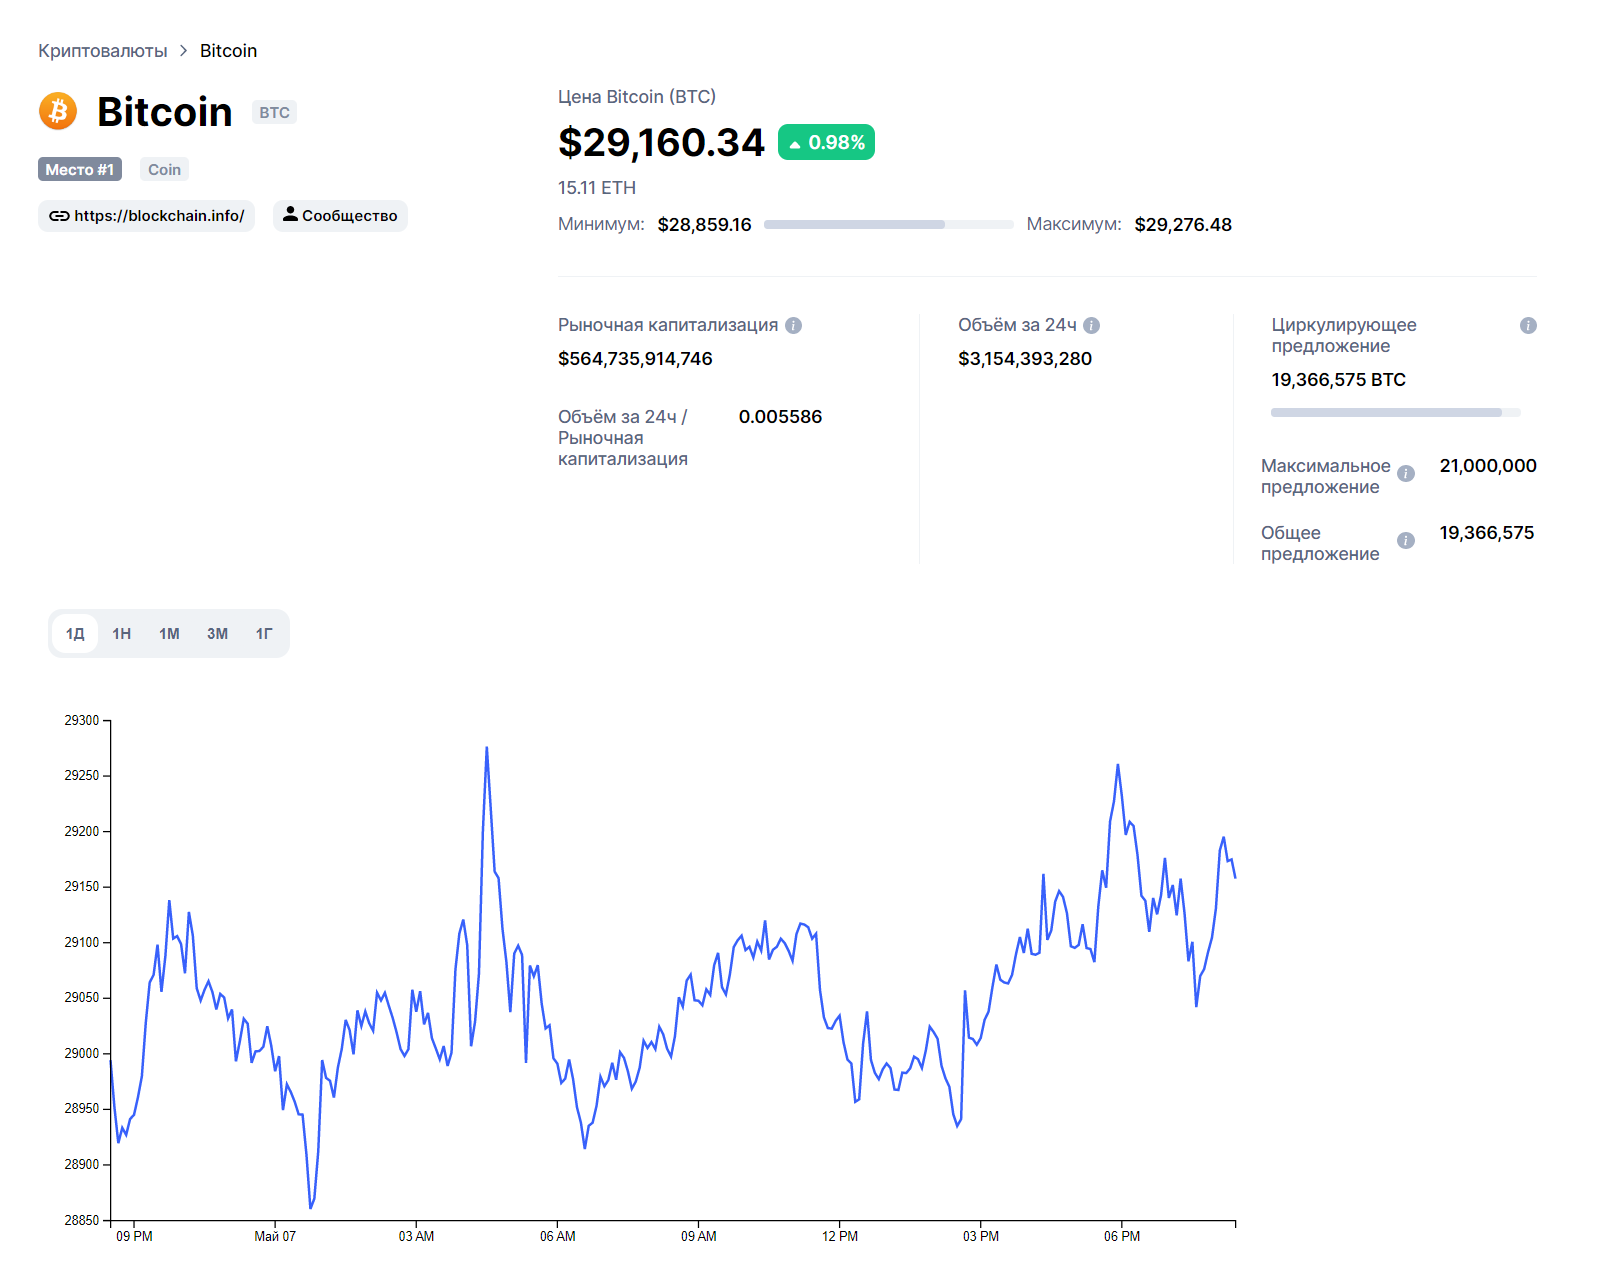 Криптовалюты > Bitcoin
Bitcoin BTC
Место #1 Coin
https://blockchain.info/ Сообщество
Цена Bitcoin (BTC)
$29,160.34 0.98%
15.11 ETH
Минимум: $28,859.16 Максимум: $29,276.48
Рыночная капитализация
$564,735,914,746
Объём за 24ч /
Рыночная
капитализация
0.005586
Объём за 24ч
$3,154,393,280
Циркулирующее
предложение
19,366,575 BTC
Максимальное
предложение
21,000,000
Общее
предложение
19,366,575
1Д 1Н 1М 3М 1Г
29300
29250
29200
29150
29100
29050
29000
28950
28900
28850
09 PM Май 07 03 AM 06 AM 09 AM 12 PM 03 PM 06 PM